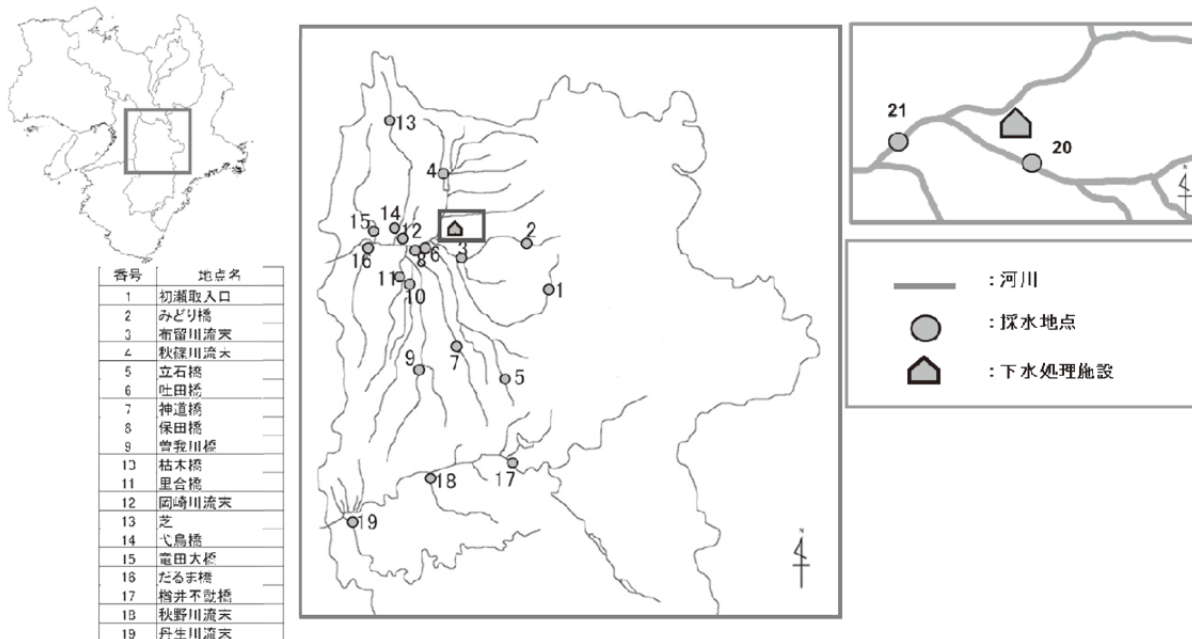 番号 地点名
1 初瀬取入口
2 みどり橋
3 布留川流末
4 秋篠川流末
5 立石橋
6 吐田橋
7 神道橋
8 保田橋
9 曽我川橋
10 枯木橋
11 里合橋
12 岡崎川流末
13 芝
14 弋鳥橋
15 竜田大橋
16 だるま橋
17 楢井不動橋
18 秋野川流末
19 丹生川流末
13
4
14
15
12
2
6
3
8
16
11
10
1
7
9
5
17
18
19
N
21
20
N
:河川
:採水地点
:下水処理施設